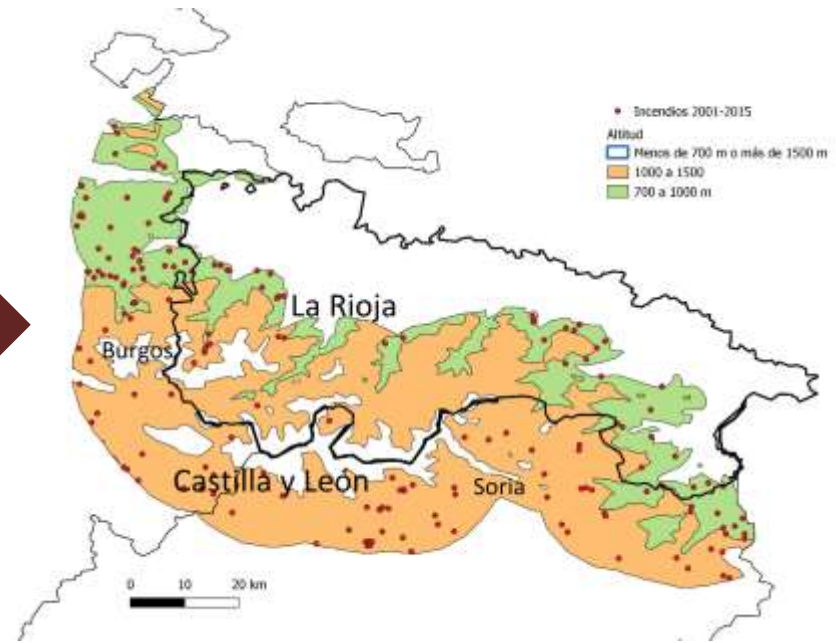 Incendios 2001-2015
Altitud
Menos de 700 m o más de 1500 m
1000 a 1500
700 a 1000 m
La Rioja
Burgos
Castilla y León
Soria
0 10 20 km